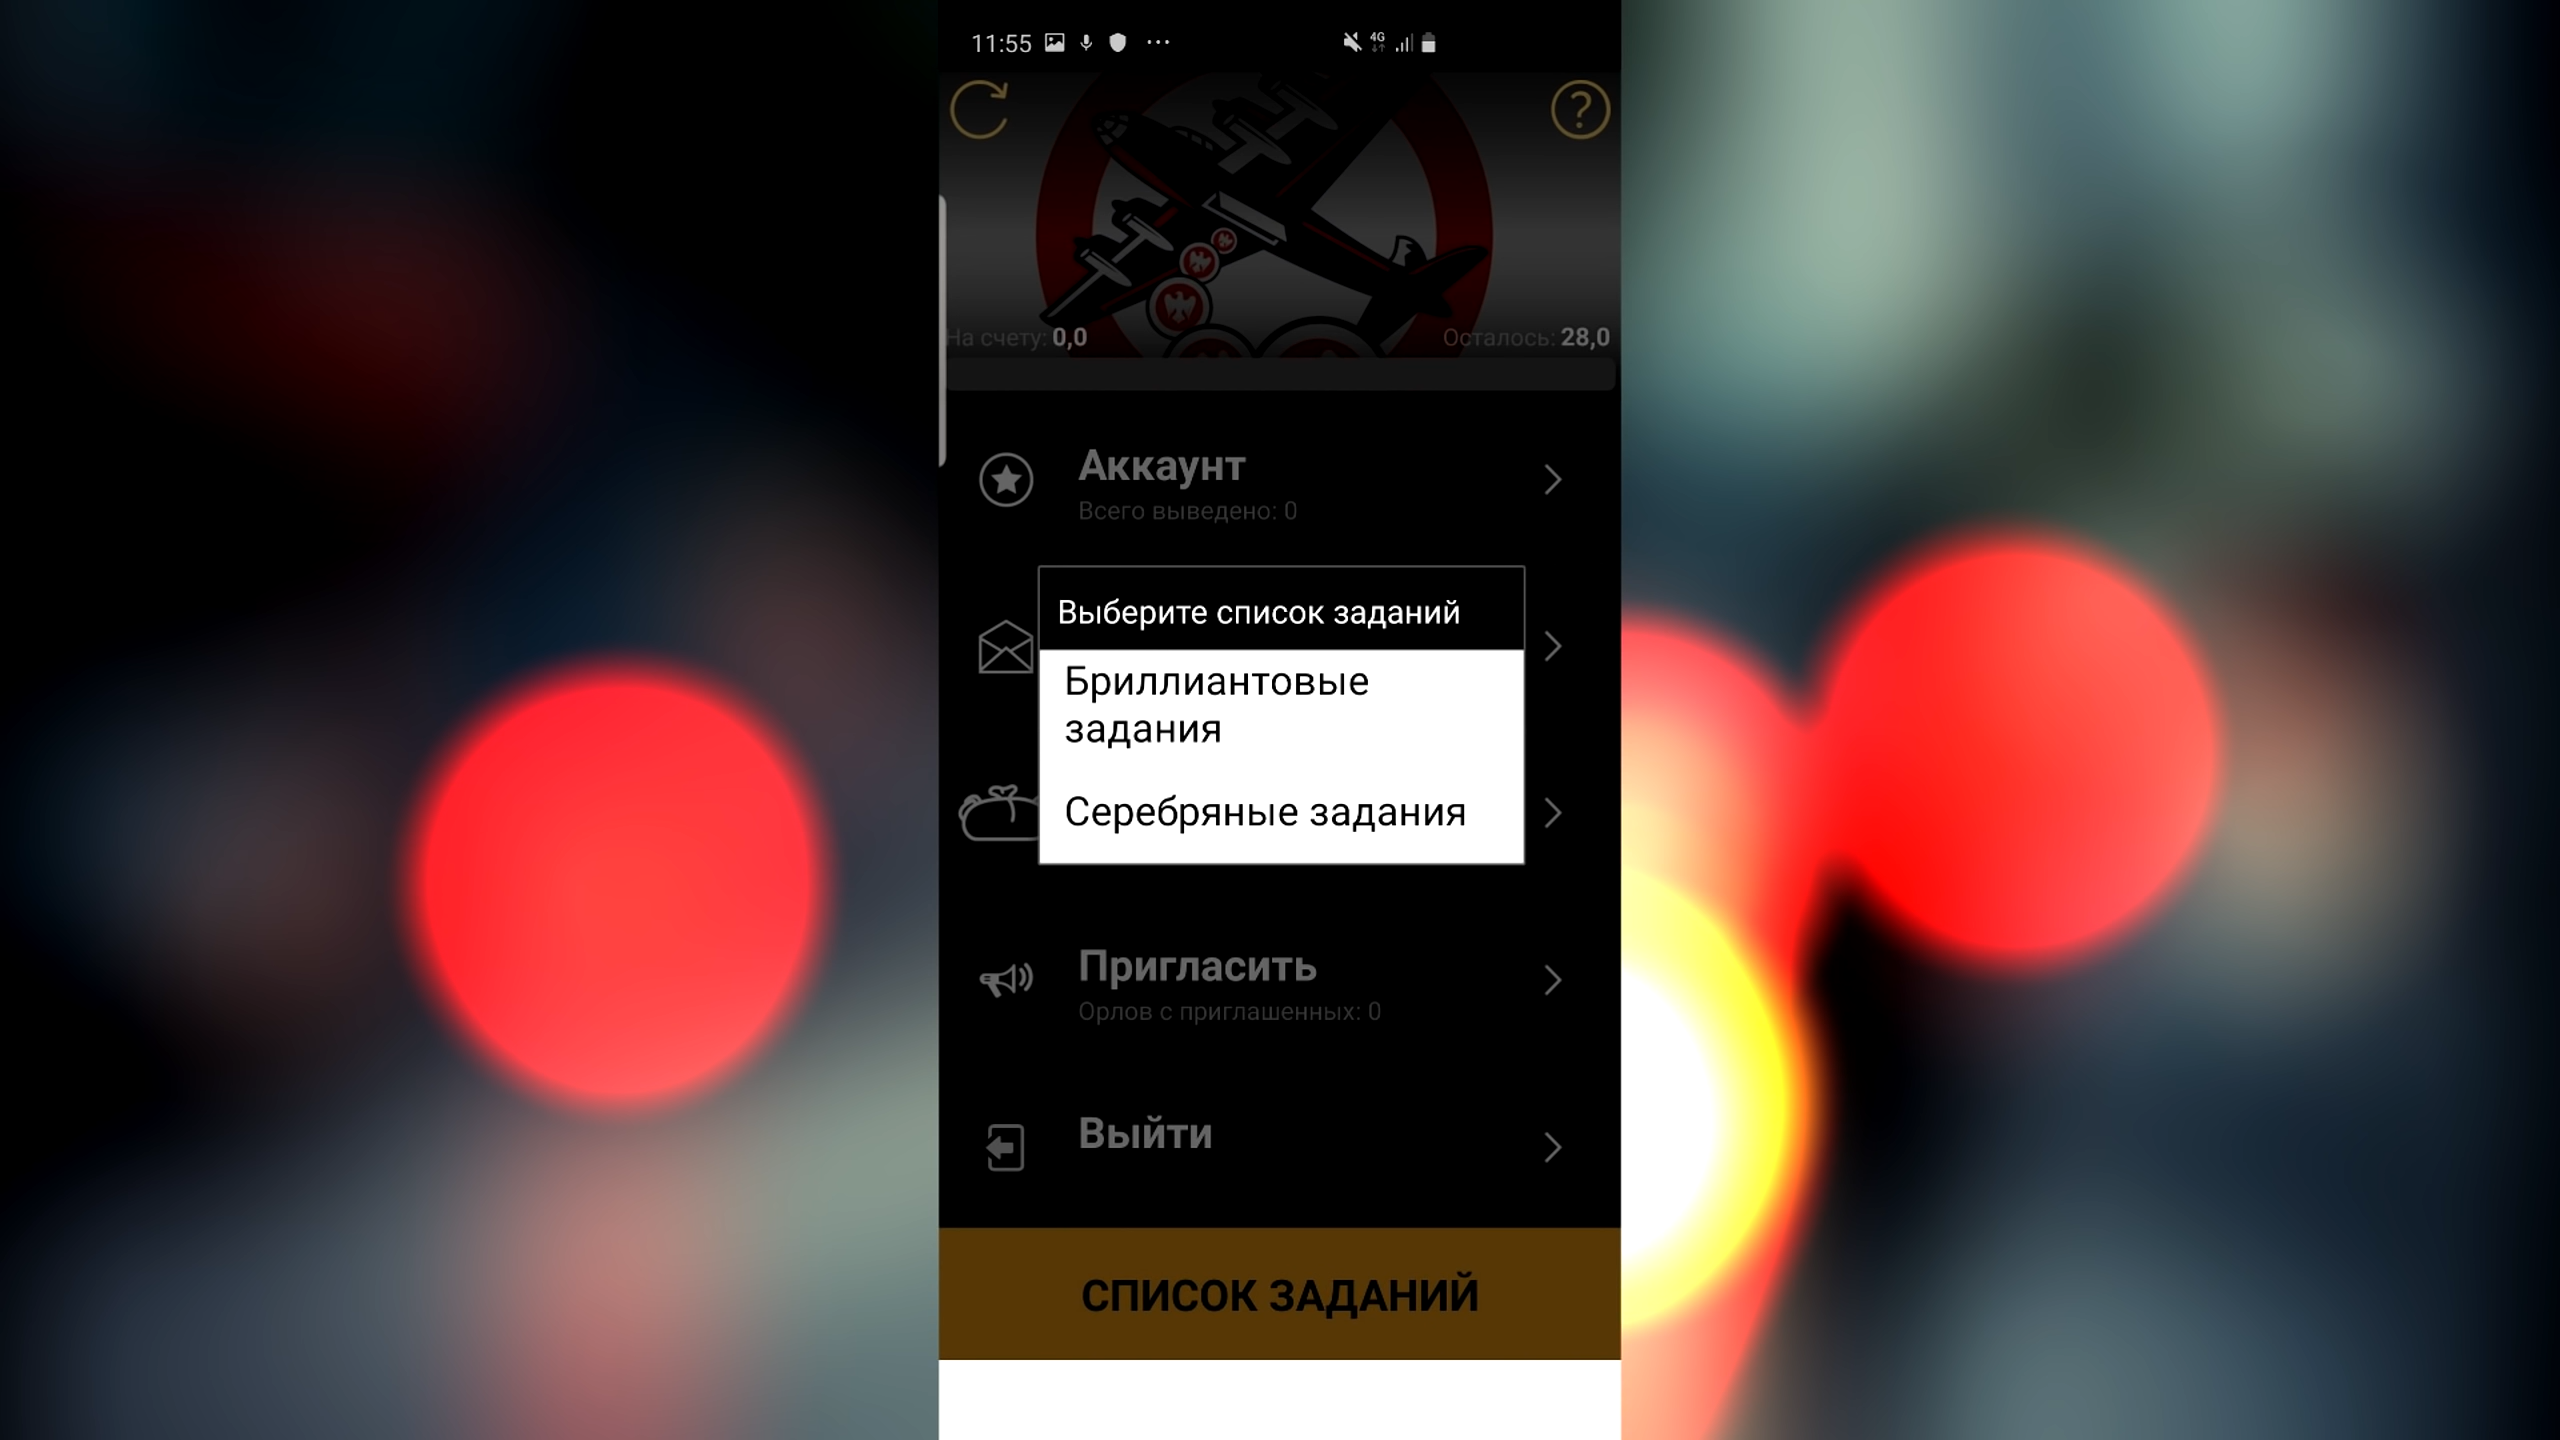 11:55
4G
На счету: 0,0
Осталось: 28,0
Аккаунт
Всего выведено: 0
Выберите список заданий
Бриллиантовые
задания
Серебряные задания
Пригласить
Орлов с приглашенных: 0
Выйти
СПИСОК ЗАДАНИЙ